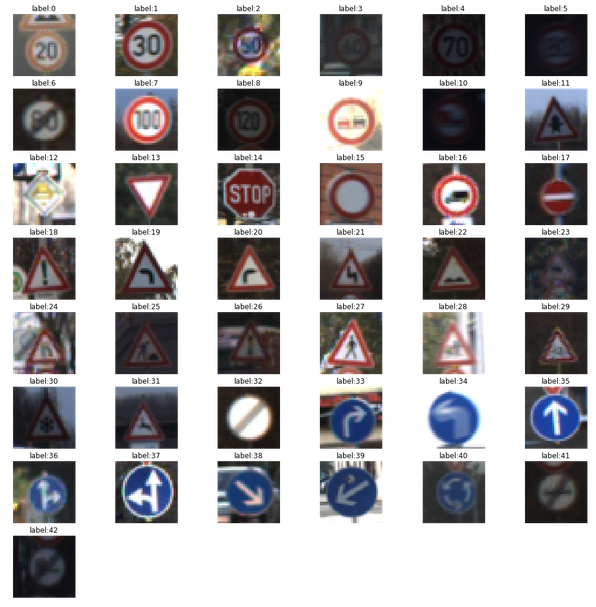 label:0 label:1 label:2 label:3 label:4 label:5
20 30 50 60 70
label:6 label:7 label:8 label:9 label:10 label:11
80 100 120
label:12 label:13 label:14 label:15 label:16 label:17
STOP
label:18 label:19 label:20 label:21 label:22 label:23
label:24 label:25 label:26 label:27 label:28 label:29
label:30 label:31 label:32 label:33 label:34 label:35
label:36 label:37 label:38 label:39 label:40 label:41
label:42